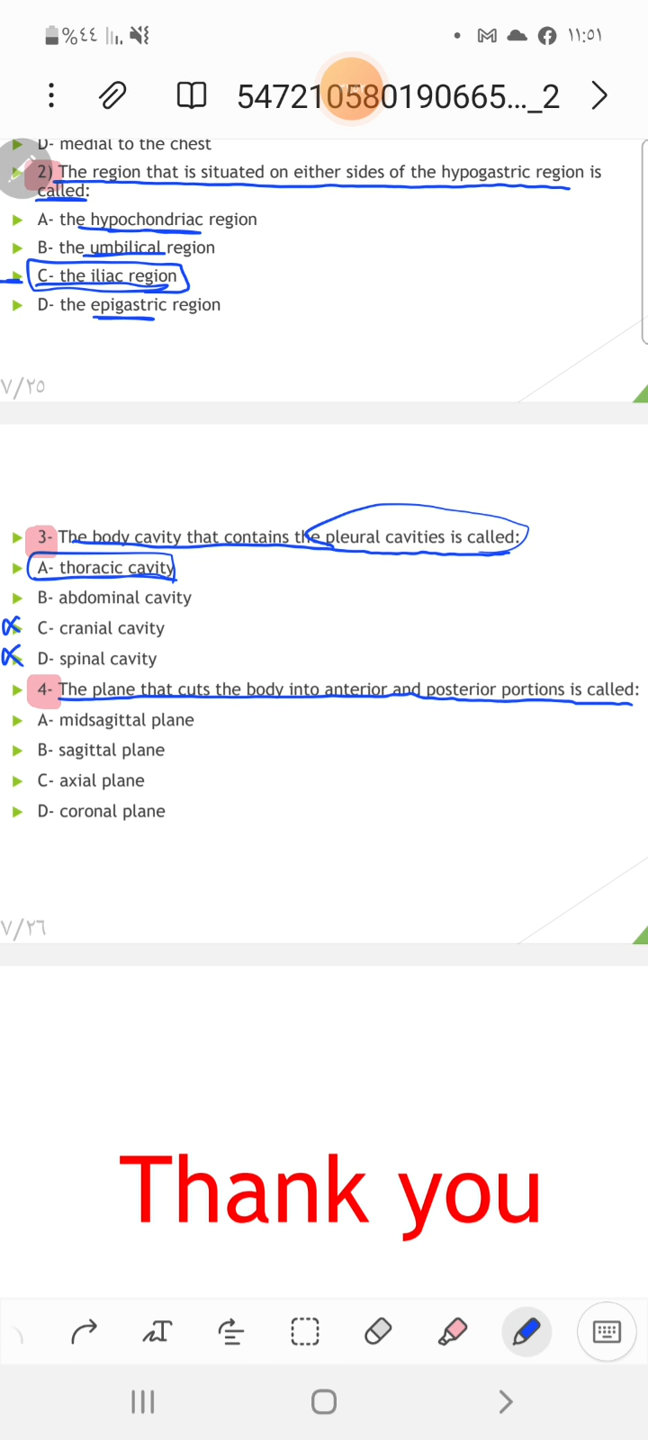 %٤٤
١١:٥١
547210580190665..._2
D- medial to the chest
2) The region that is situated on either sides of the hypogastric region is
called:
A- the hypochondriac region
B- the umbilical region
C- the iliac region
D- the epigastric region
٧/٢٥
3- The body cavity that contains the pleural cavities is called:
A- thoracic cavity
B- abdominal cavity
C- cranial cavity
D- spinal cavity
4- The plane that cuts the body into anterior and posterior portions is called:
A- midsagittal plane
B- sagittal plane
C- axial plane
D- coronal plane
٧/٢٦
Thank you